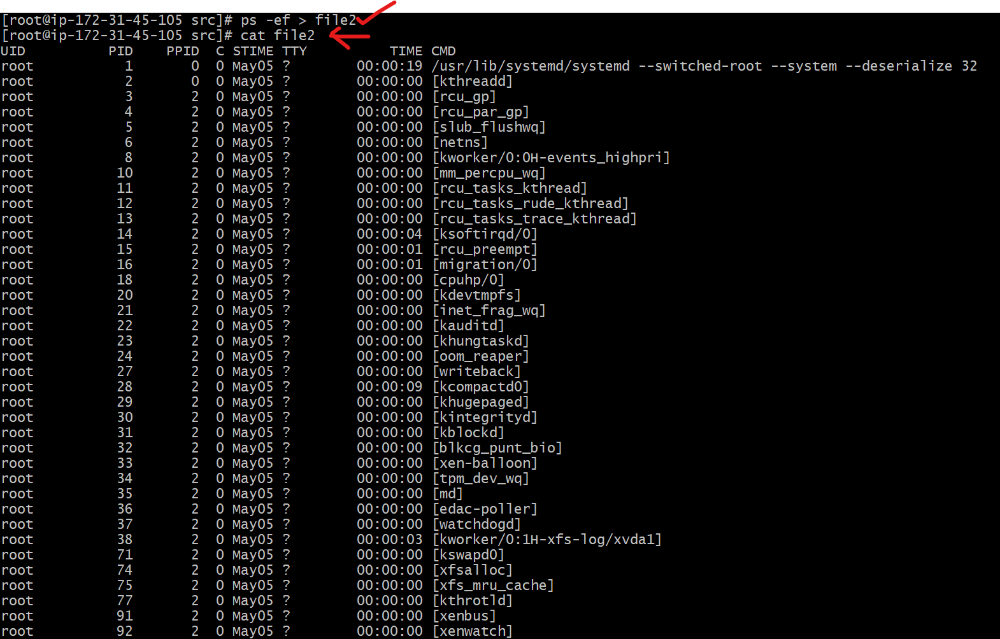 [root@ip-172-31-45-105 src]# ps -ef > file2
[root@ip-172-31-45-105 src]# cat file2
UID          PID    PPID  C STIME TTY          TIME CMD
root           1       0  0 May05 ?        00:00:19 /usr/lib/systemd/systemd --switched-root --system --deserialize 32
root           2       0  0 May05 ?        00:00:00 [kthreadd]
root           3       2  0 May05 ?        00:00:00 [rcu_gp]
root           4       2  0 May05 ?        00:00:00 [rcu_par_gp]
root           5       2  0 May05 ?        00:00:00 [slub_flushwq]
root           6       2  0 May05 ?        00:00:00 [netns]
root           8       2  0 May05 ?        00:00:00 [kworker/0:0H-events_highpri]
root          10       2  0 May05 ?        00:00:00 [mm_percpu_wq]
root          11       2  0 May05 ?        00:00:00 [rcu_tasks_kthread]
root          12       2  0 May05 ?        00:00:00 [rcu_tasks_rude_kthread]
root          13       2  0 May05 ?        00:00:00 [rcu_tasks_trace_kthread]
root          14       2  0 May05 ?        00:00:04 [ksoftirqd/0]
root          15       2  0 May05 ?        00:00:01 [rcu_preempt]
root          16       2  0 May05 ?        00:00:01 [migration/0]
root          18       2  0 May05 ?        00:00:00 [cpuhp/0]
root          20       2  0 May05 ?        00:00:00 [kdevtmpfs]
root          21       2  0 May05 ?        00:00:00 [inet_frag_wq]
root          22       2  0 May05 ?        00:00:00 [kauditd]
root          23       2  0 May05 ?        00:00:00 [khungtaskd]
root          24       2  0 May05 ?        00:00:00 [oom_reaper]
root          27       2  0 May05 ?        00:00:00 [writeback]
root          28       2  0 May05 ?        00:00:09 [kcompactd0]
root          29       2  0 May05 ?        00:00:00 [khugepaged]
root          30       2  0 May05 ?        00:00:00 [kintegrityd]
root          31       2  0 May05 ?        00:00:00 [kblockd]
root          32       2  0 May05 ?        00:00:00 [blkcg_punt_bio]
root          33       2  0 May05 ?        00:00:00 [xen-balloon]
root          34       2  0 May05 ?        00:00:00 [tpm_dev_wq]
root          35       2  0 May05 ?        00:00:00 [md]
root          36       2  0 May05 ?        00:00:00 [edac-poller]
root          37       2  0 May05 ?        00:00:00 [watchdogd]
root          38       2  0 May05 ?        00:00:03 [kworker/0:1H-xfs-log/xvda1]
root          71       2  0 May05 ?        00:00:00 [kswapd0]
root          74       2  0 May05 ?        00:00:00 [xfsalloc]
root          75       2  0 May05 ?        00:00:00 [xfs_mru_cache]
root          77       2  0 May05 ?        00:00:00 [kthrotld]
root          91       2  0 May05 ?        00:00:00 [xenbus]
root          92       2  0 May05 ?        00:00:00 [xenwatch]